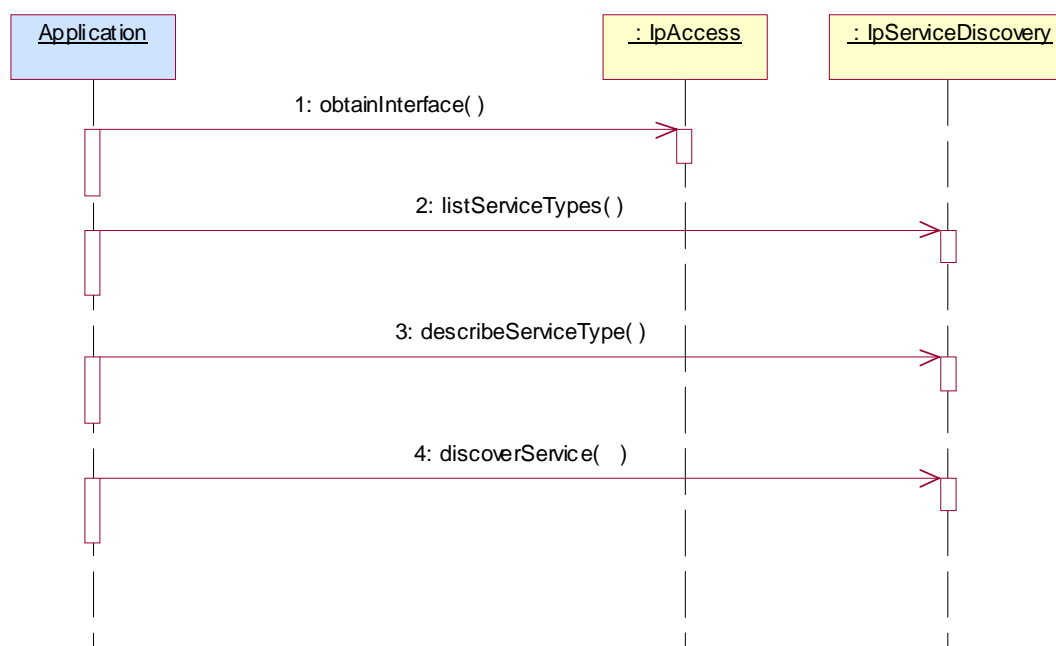 Application
: IpAccess
: IpServiceDiscovery
1: obtainInterface( )
2: listServiceTypes( )
3: describeServiceType( )
4: discoverService( )